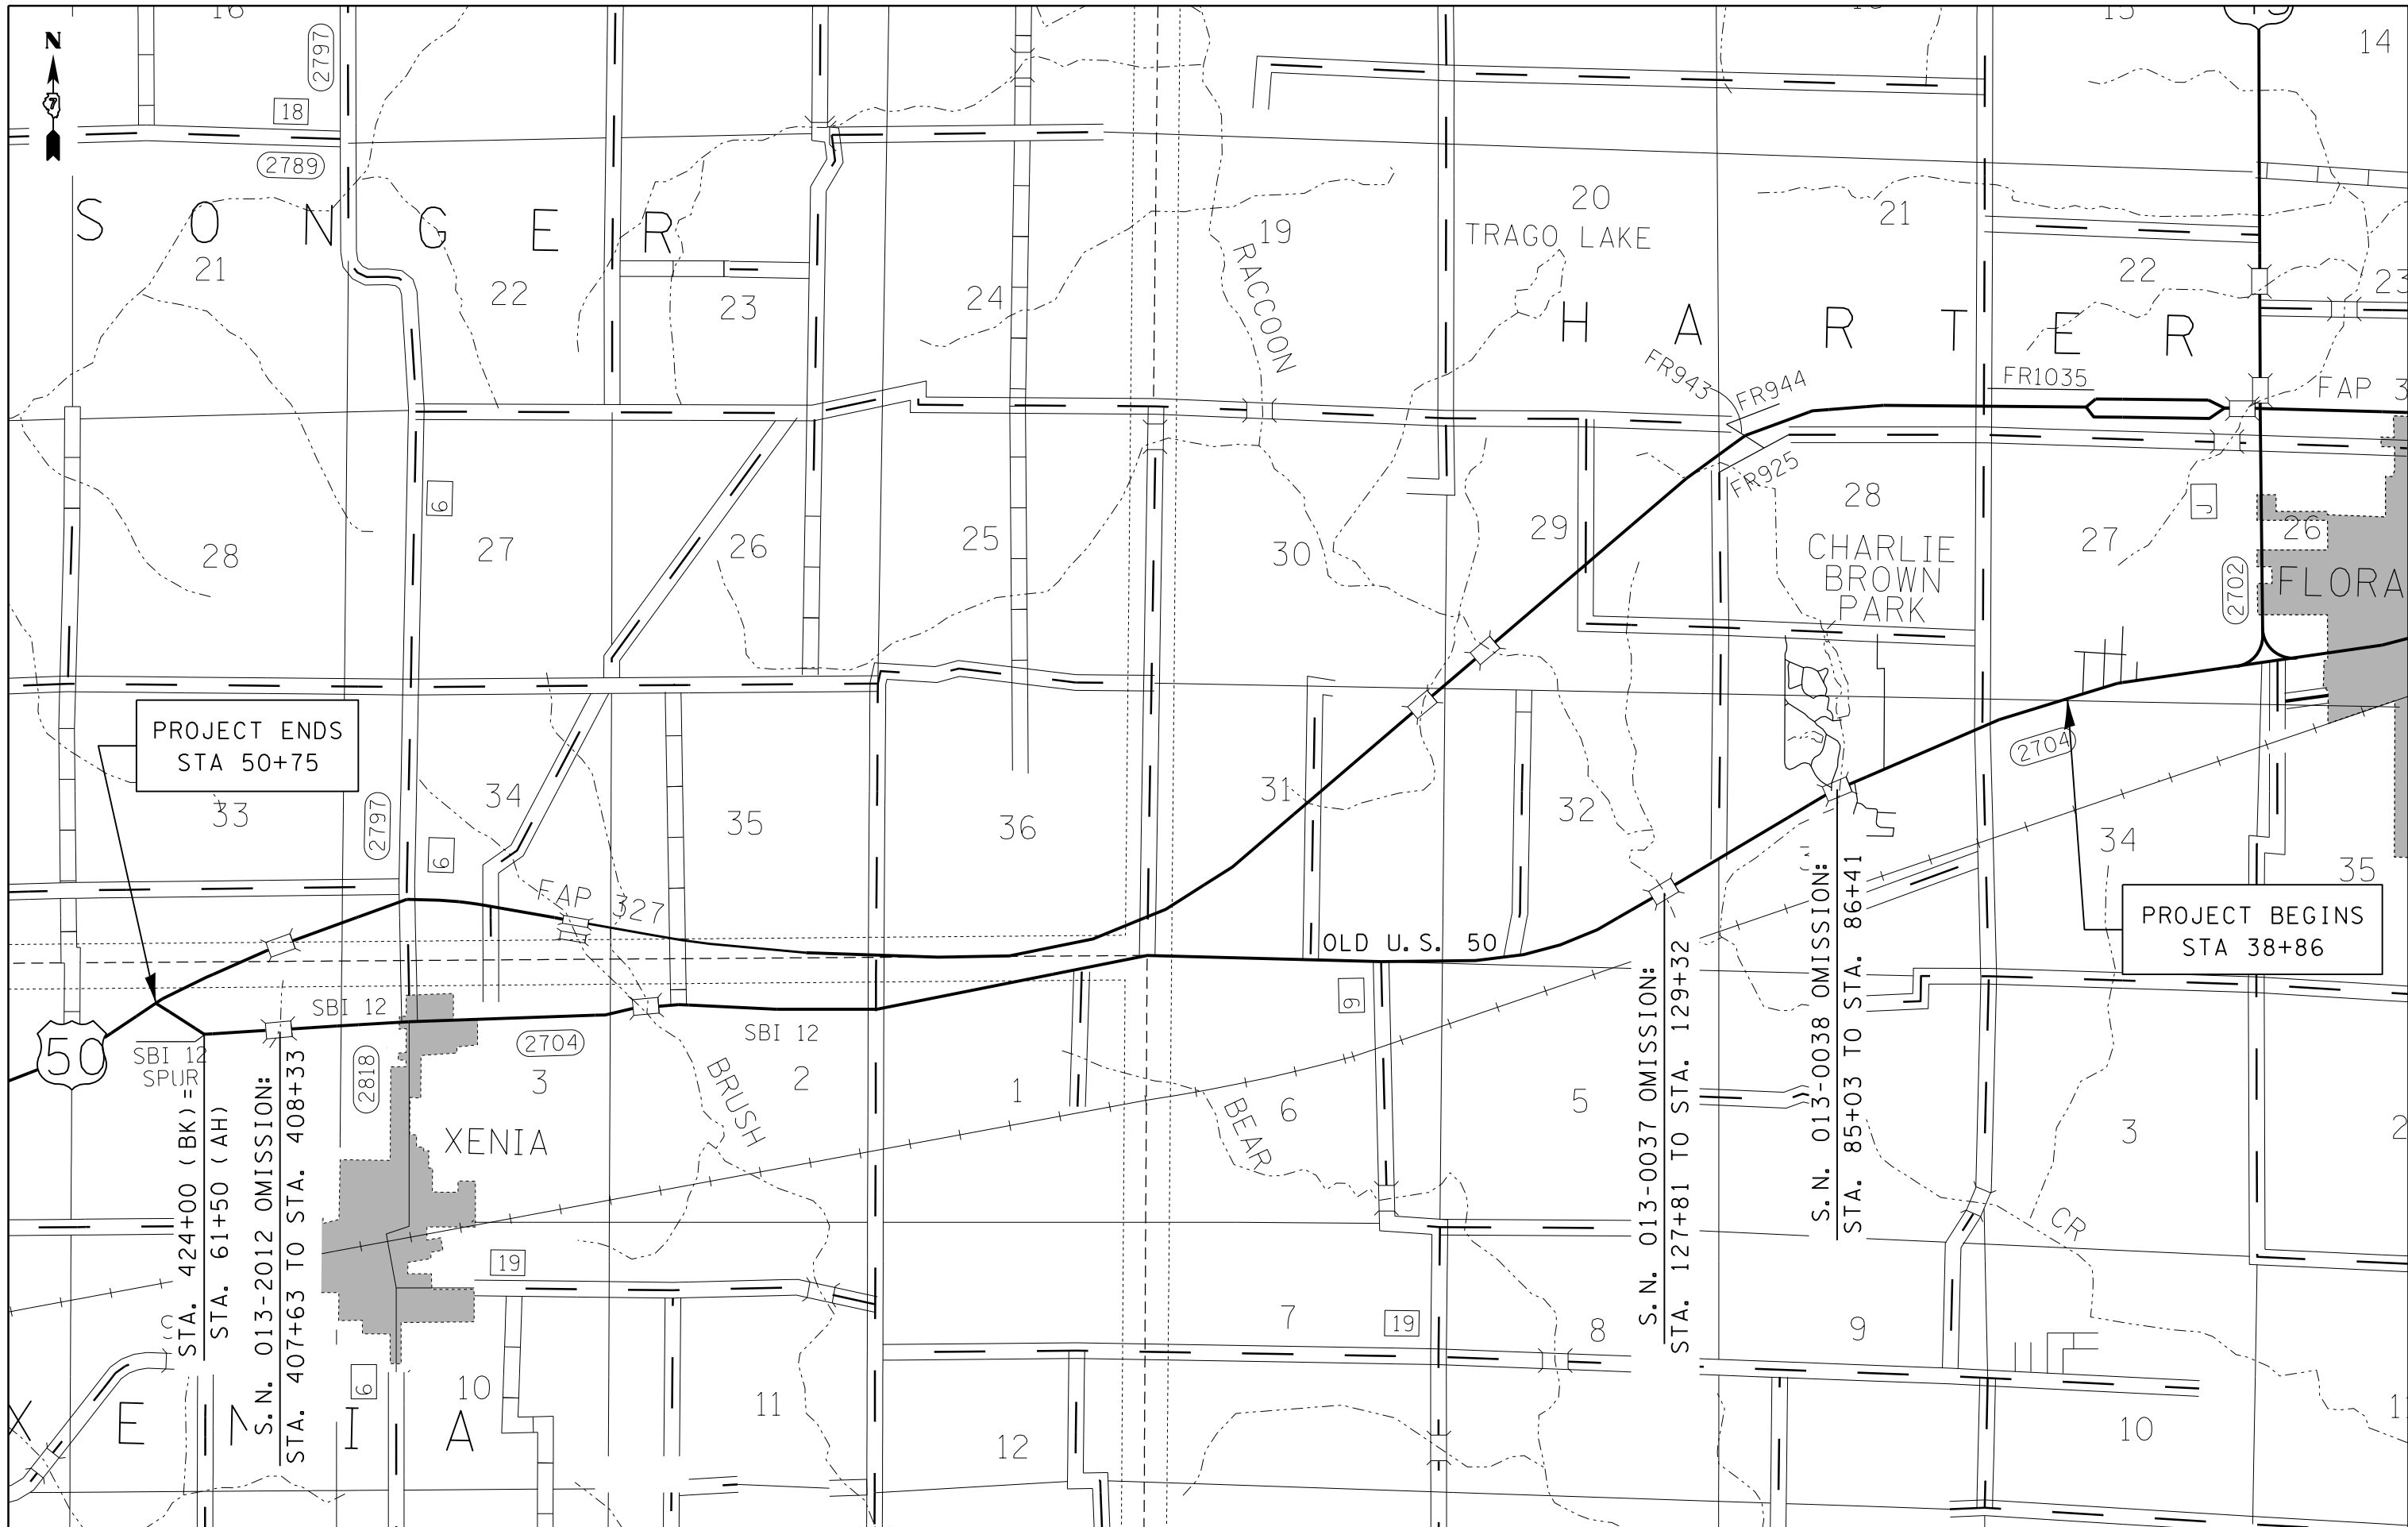 N
7
16
2797
18
2789
15
14
S O N G E R
21
22
23
24
19
20
TRAGO LAKE
21
22
23
RACCOON
H A R T E R
FR943
FR944
FR925
FR1035
FAP 3
6
28
27
26
25
30
29
28
CHARLIE
BROWN
PARK
27
J
26
2702
FLORA
PROJECT ENDS
STA 50+75
33
2797
34
6
35
36
31
32
2704
34
35
PROJECT BEGINS
STA 38+86
FAP 327
OLD U.S. 50
50
SBI 12
SPUR
SBI 12
2818
2704
3
SBI 12
2
1
6
9
5
3
2
BRUSH
BEAR
CR
XENIA
STA. 424+00 (BK)=
STA. 61+50 (AH)
S.N. 013-2012 OMISSION:
STA. 407+63 TO STA. 408+33
S.N. 013-0037 OMISSION:
STA. 127+81 TO STA. 129+32
S.N. 013-0038 OMISSION:
STA. 85+03 TO STA. 86+41
19
7
19
8
9
6
10
11
12
10
X E N I A